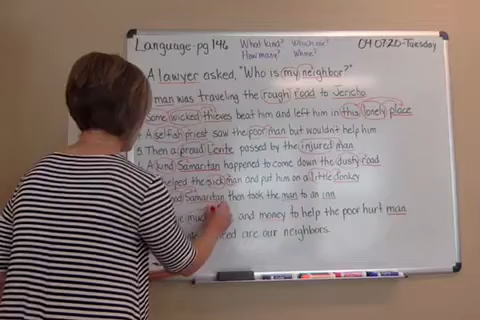 Language-pg 146
What kind? Which one?
How many? Whose?
04.07.20-Tuesday
A lawyer asked, "Who is my neighbor?"
man was traveling the rough road to Jericho
Some wicked thieves beat him and left him in this lonely place
A selfish priest saw the poor man but wouldn't help him
5. Then a proud Levite passed by the injured man
A kind Samaritan happened to come down the dusty road
helped the sick man and put him on a little donkey
Samaritan then took the man to an inn
and money to help the poor hurt man
are our neighbors.